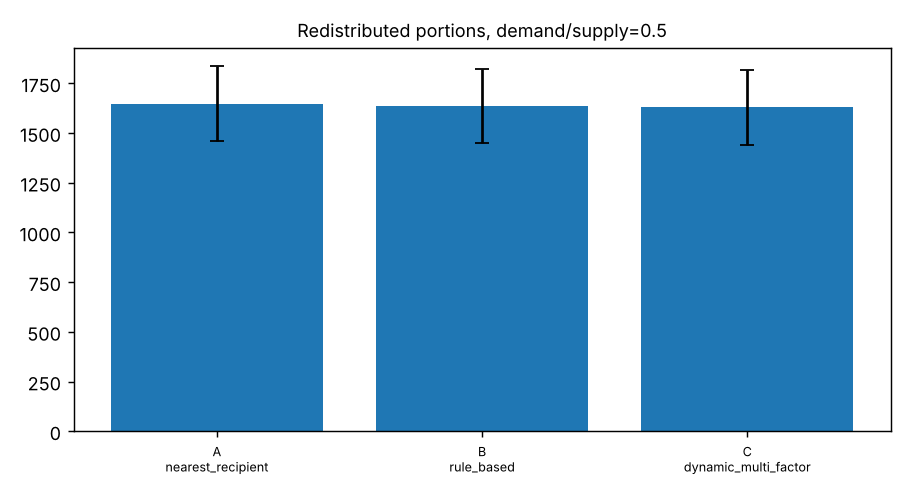 Redistributed portions, demand/supply=0.5
1750
1500
1250
1000
750
500
250
0
A
nearest_recipient
B
rule_based
C
dynamic_multi_factor